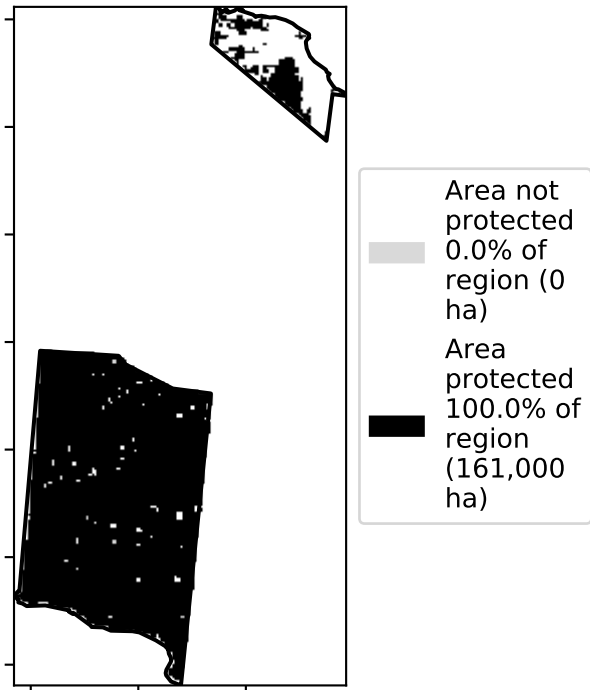 Area not
protected
0.0% of
region (0
ha)
Area
protected
100.0% of
region
(161,000
ha)